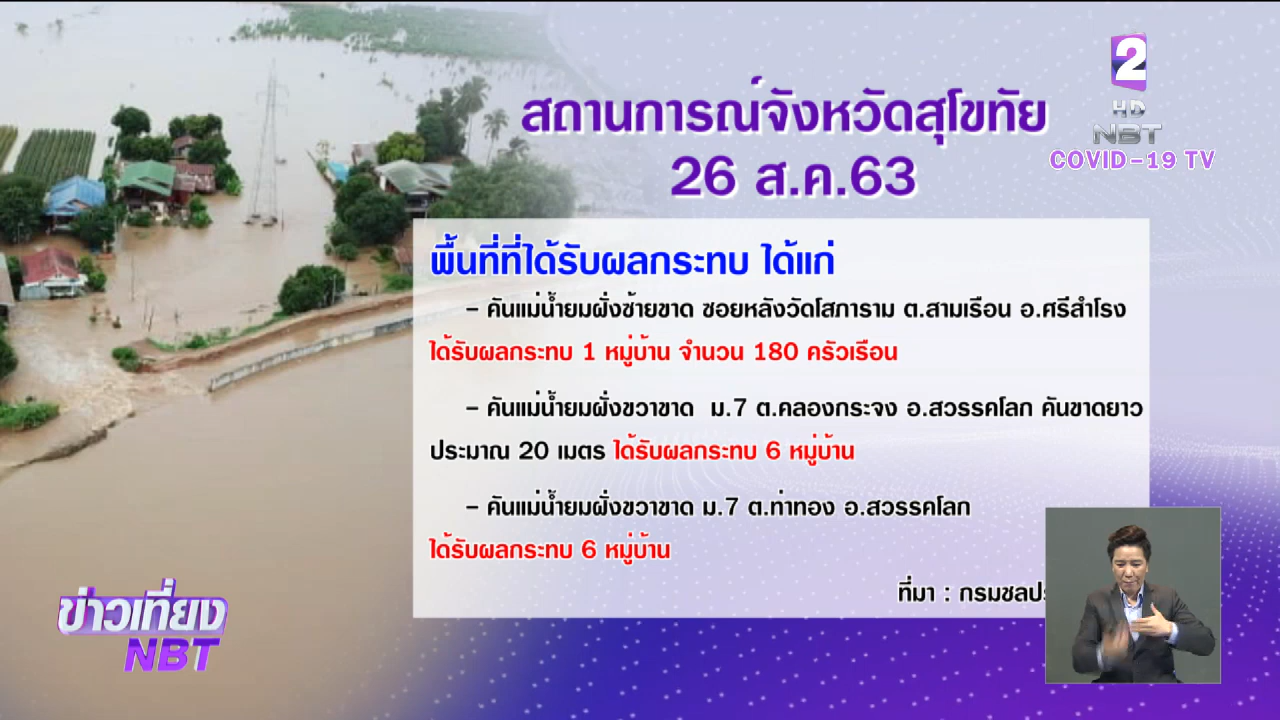 สถานการณ์จังหวัดสุโขทัย
26 ส.ค.63
2
HD
NBT
COVID-19 TV
พื้นที่ที่ได้รับผลกระทบ ได้แก่
- คันแม่น้ำยมฝั่งซ้ายขาด ซอยหลังวัดโสภาราม ต.สามเรือน อ.ศรีสำโรง
ได้รับผลกระทบ 1 หมู่บ้าน จำนวน 180 ครัวเรือน
- คันแม่น้ำยมฝั่งขวาขาด ม.7 ต.คลองกระจง อ.สวรรคโลก คันขาดยาว
ประมาณ 20 เมตร ได้รับผลกระทบ 6 หมู่บ้าน
- คันแม่น้ำยมฝั่งขวาขาด ม.7 ต.ท่าทอง อ.สวรรคโลก
ได้รับผลกระทบ 6 หมู่บ้าน
ที่มา : กรมชลป
ข่าวเที่ยง
NBT